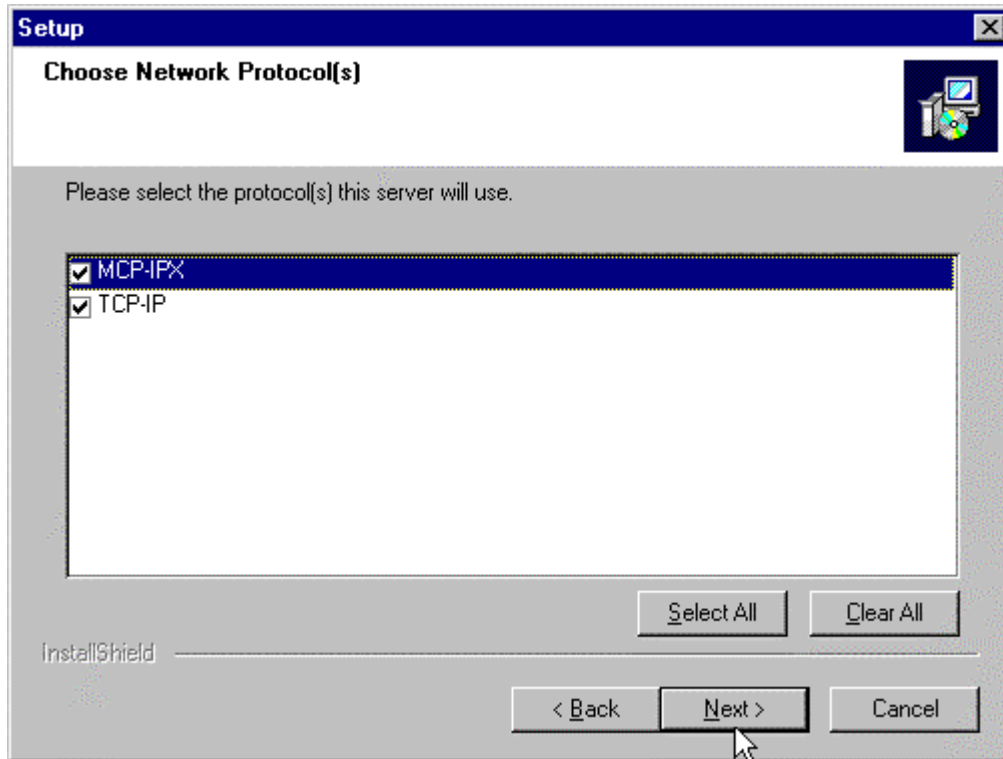 Setup
Choose Network Protocol(s)
Please select the protocol(s) this server will use.
MCP-IPX
TCP-IP
Select All Clear All
InstallShield
< Back Next > Cancel